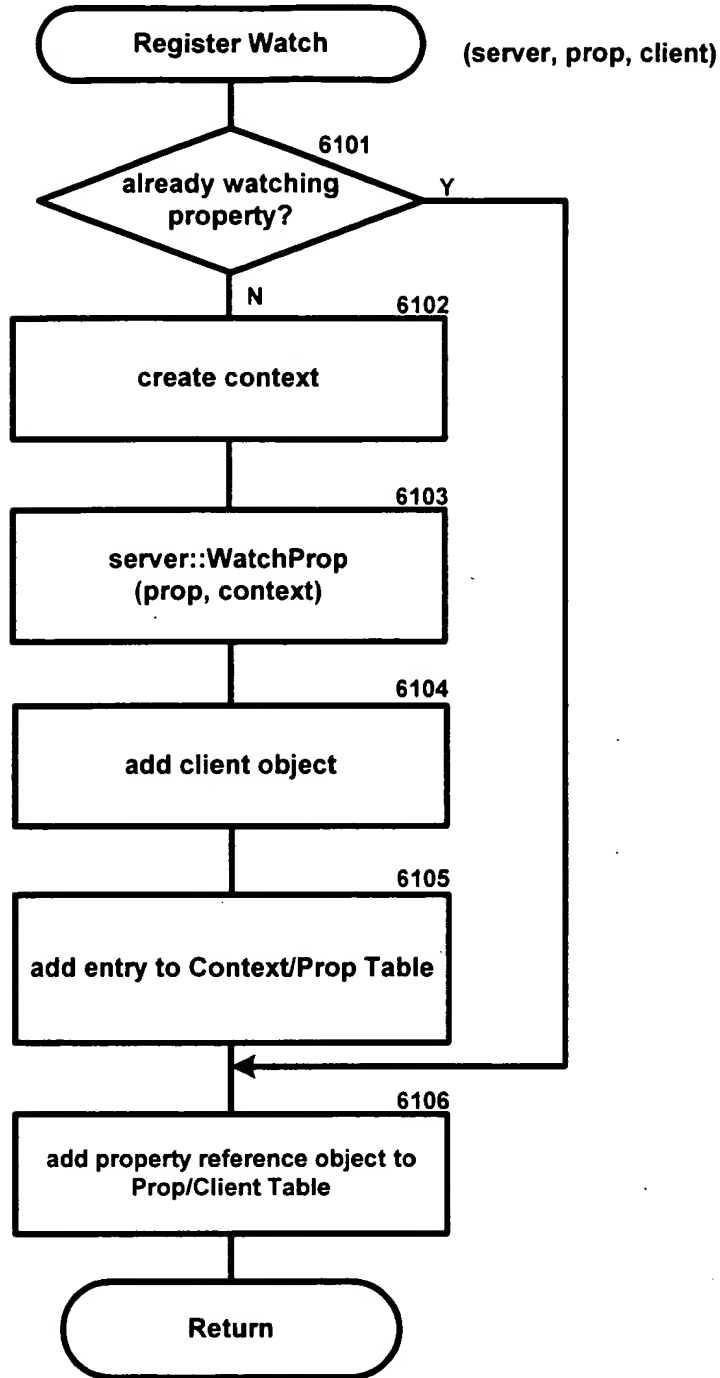 Register Watch
(server, prop, client)
6101
already watching
property?
Y
N
6102
create context
6103
server::WatchProp
(prop, context)
6104
add client object
6105
add entry to Context/Prop Table
6106
add property reference object to
Prop/Client Table
Return